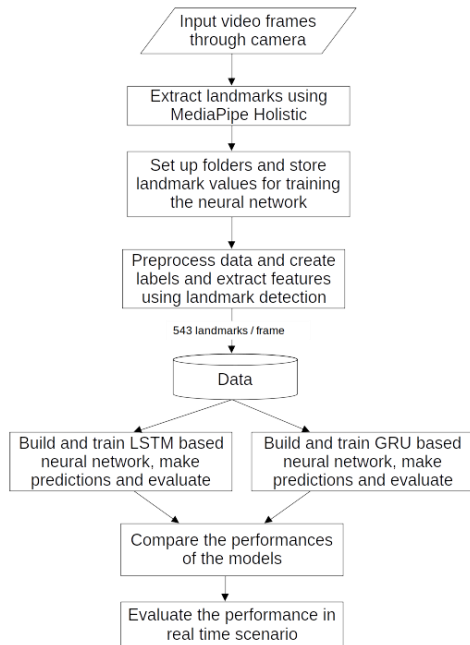 Input video frames
through camera
Extract landmarks using
MediaPipe Holistic
Set up folders and store
landmark values for training
the neural network
Preprocess data and create
labels and extract features
using landmark detection
543 landmarks / frame
Data
Build and train LSTM based
neural network, make
predictions and evaluate
Build and train GRU based
neural network, make
predictions and evaluate
Compare the performances
of the models
Evaluate the performance in
real time scenario